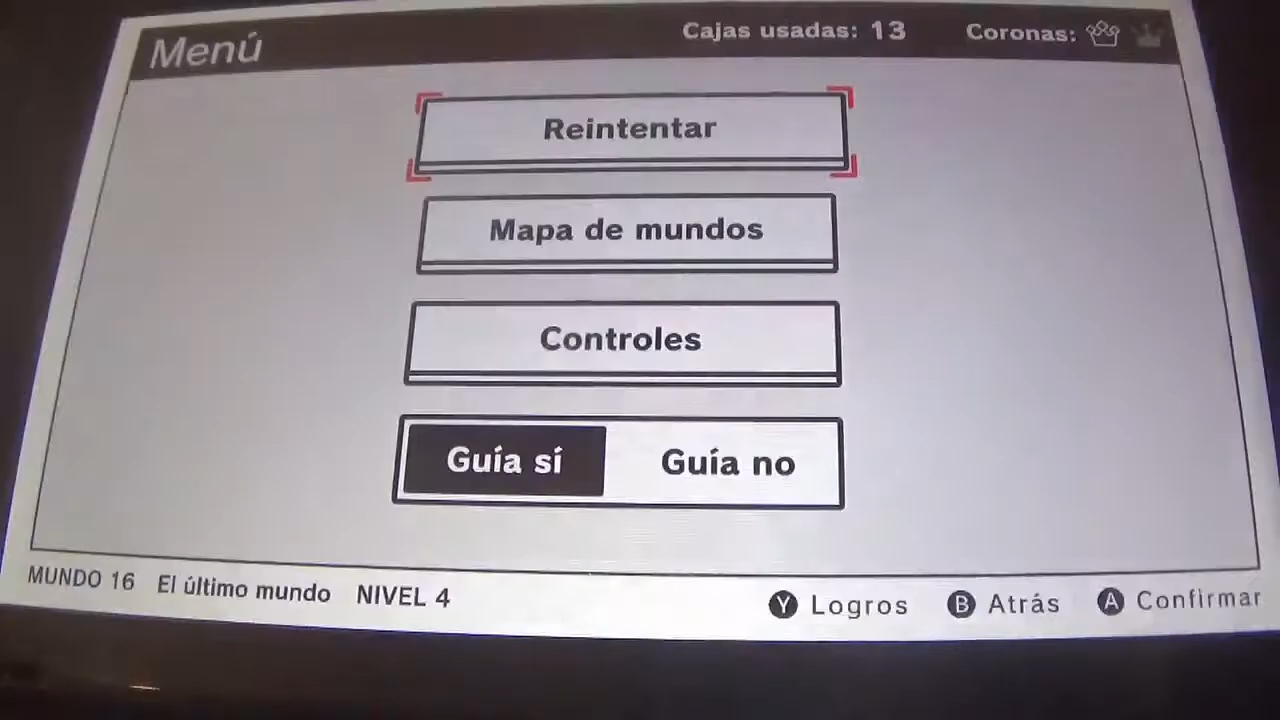 Menú
Cajas usadas: 13 Coronas:
Reintentar
Mapa de mundos
Controles
Guía sí Guía no
MUNDO 16 El último mundo NIVEL 4
Y Logros B Atrás A Confirmar